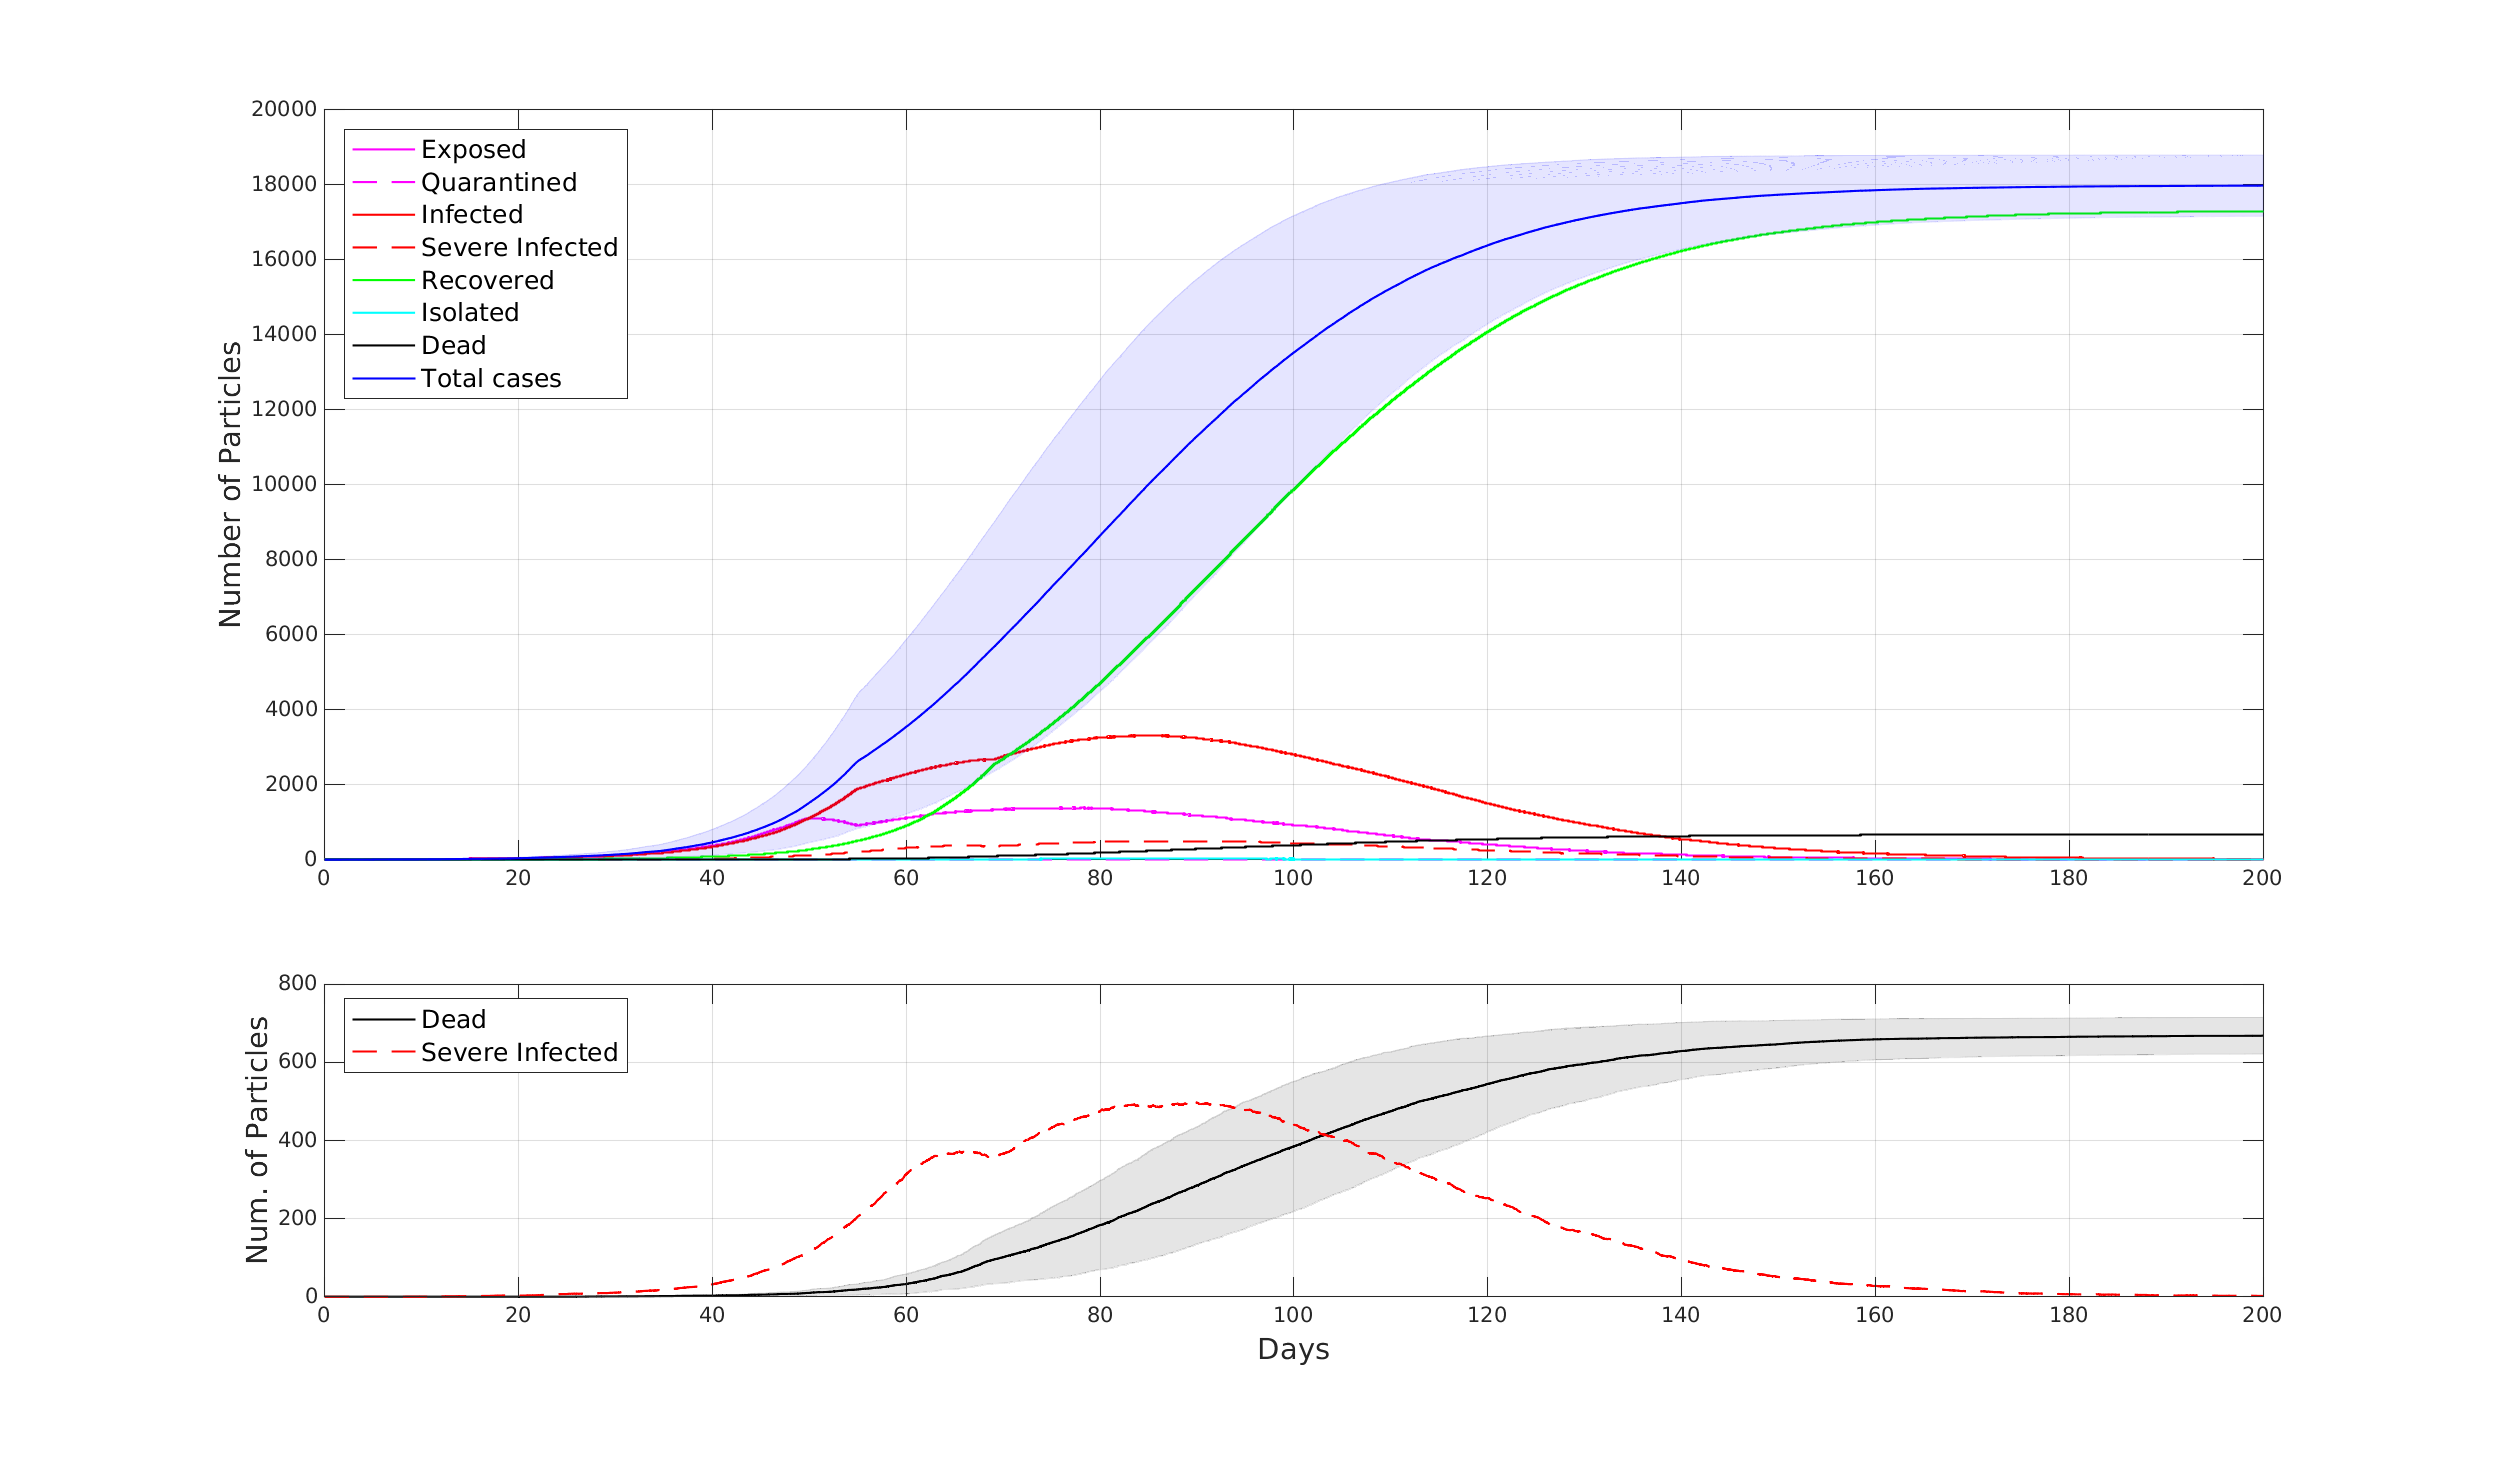 20000
18000
16000
14000
12000
10000
8000
6000
4000
2000
0
Number of Particles
Exposed
Quarantined
Infected
Severe Infected
Recovered
Isolated
Dead
Total cases
0 20 40 60 80 100 120 140 160 180 200
800
600
400
200
0
Num. of Particles
Dead
Severe Infected
0 20 40 60 80 100 120 140 160 180 200
Days